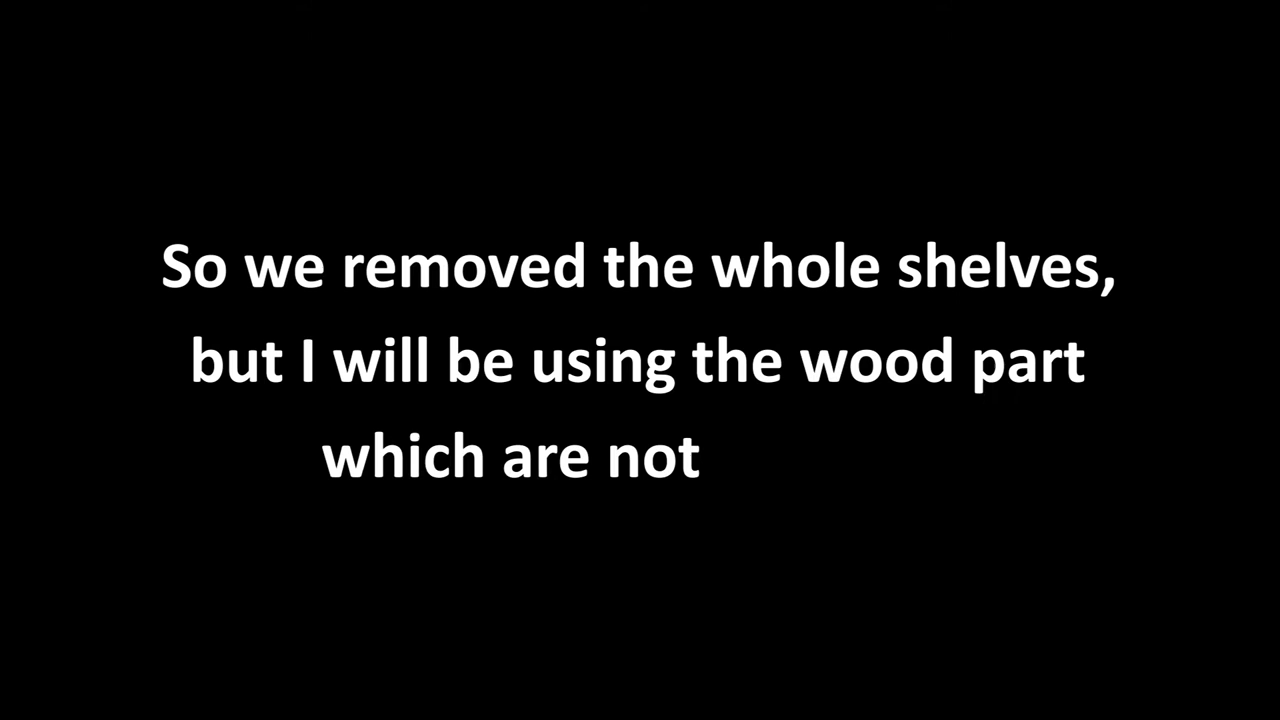 So we removed the whole shelves,
but I will be using the wood part
which are not